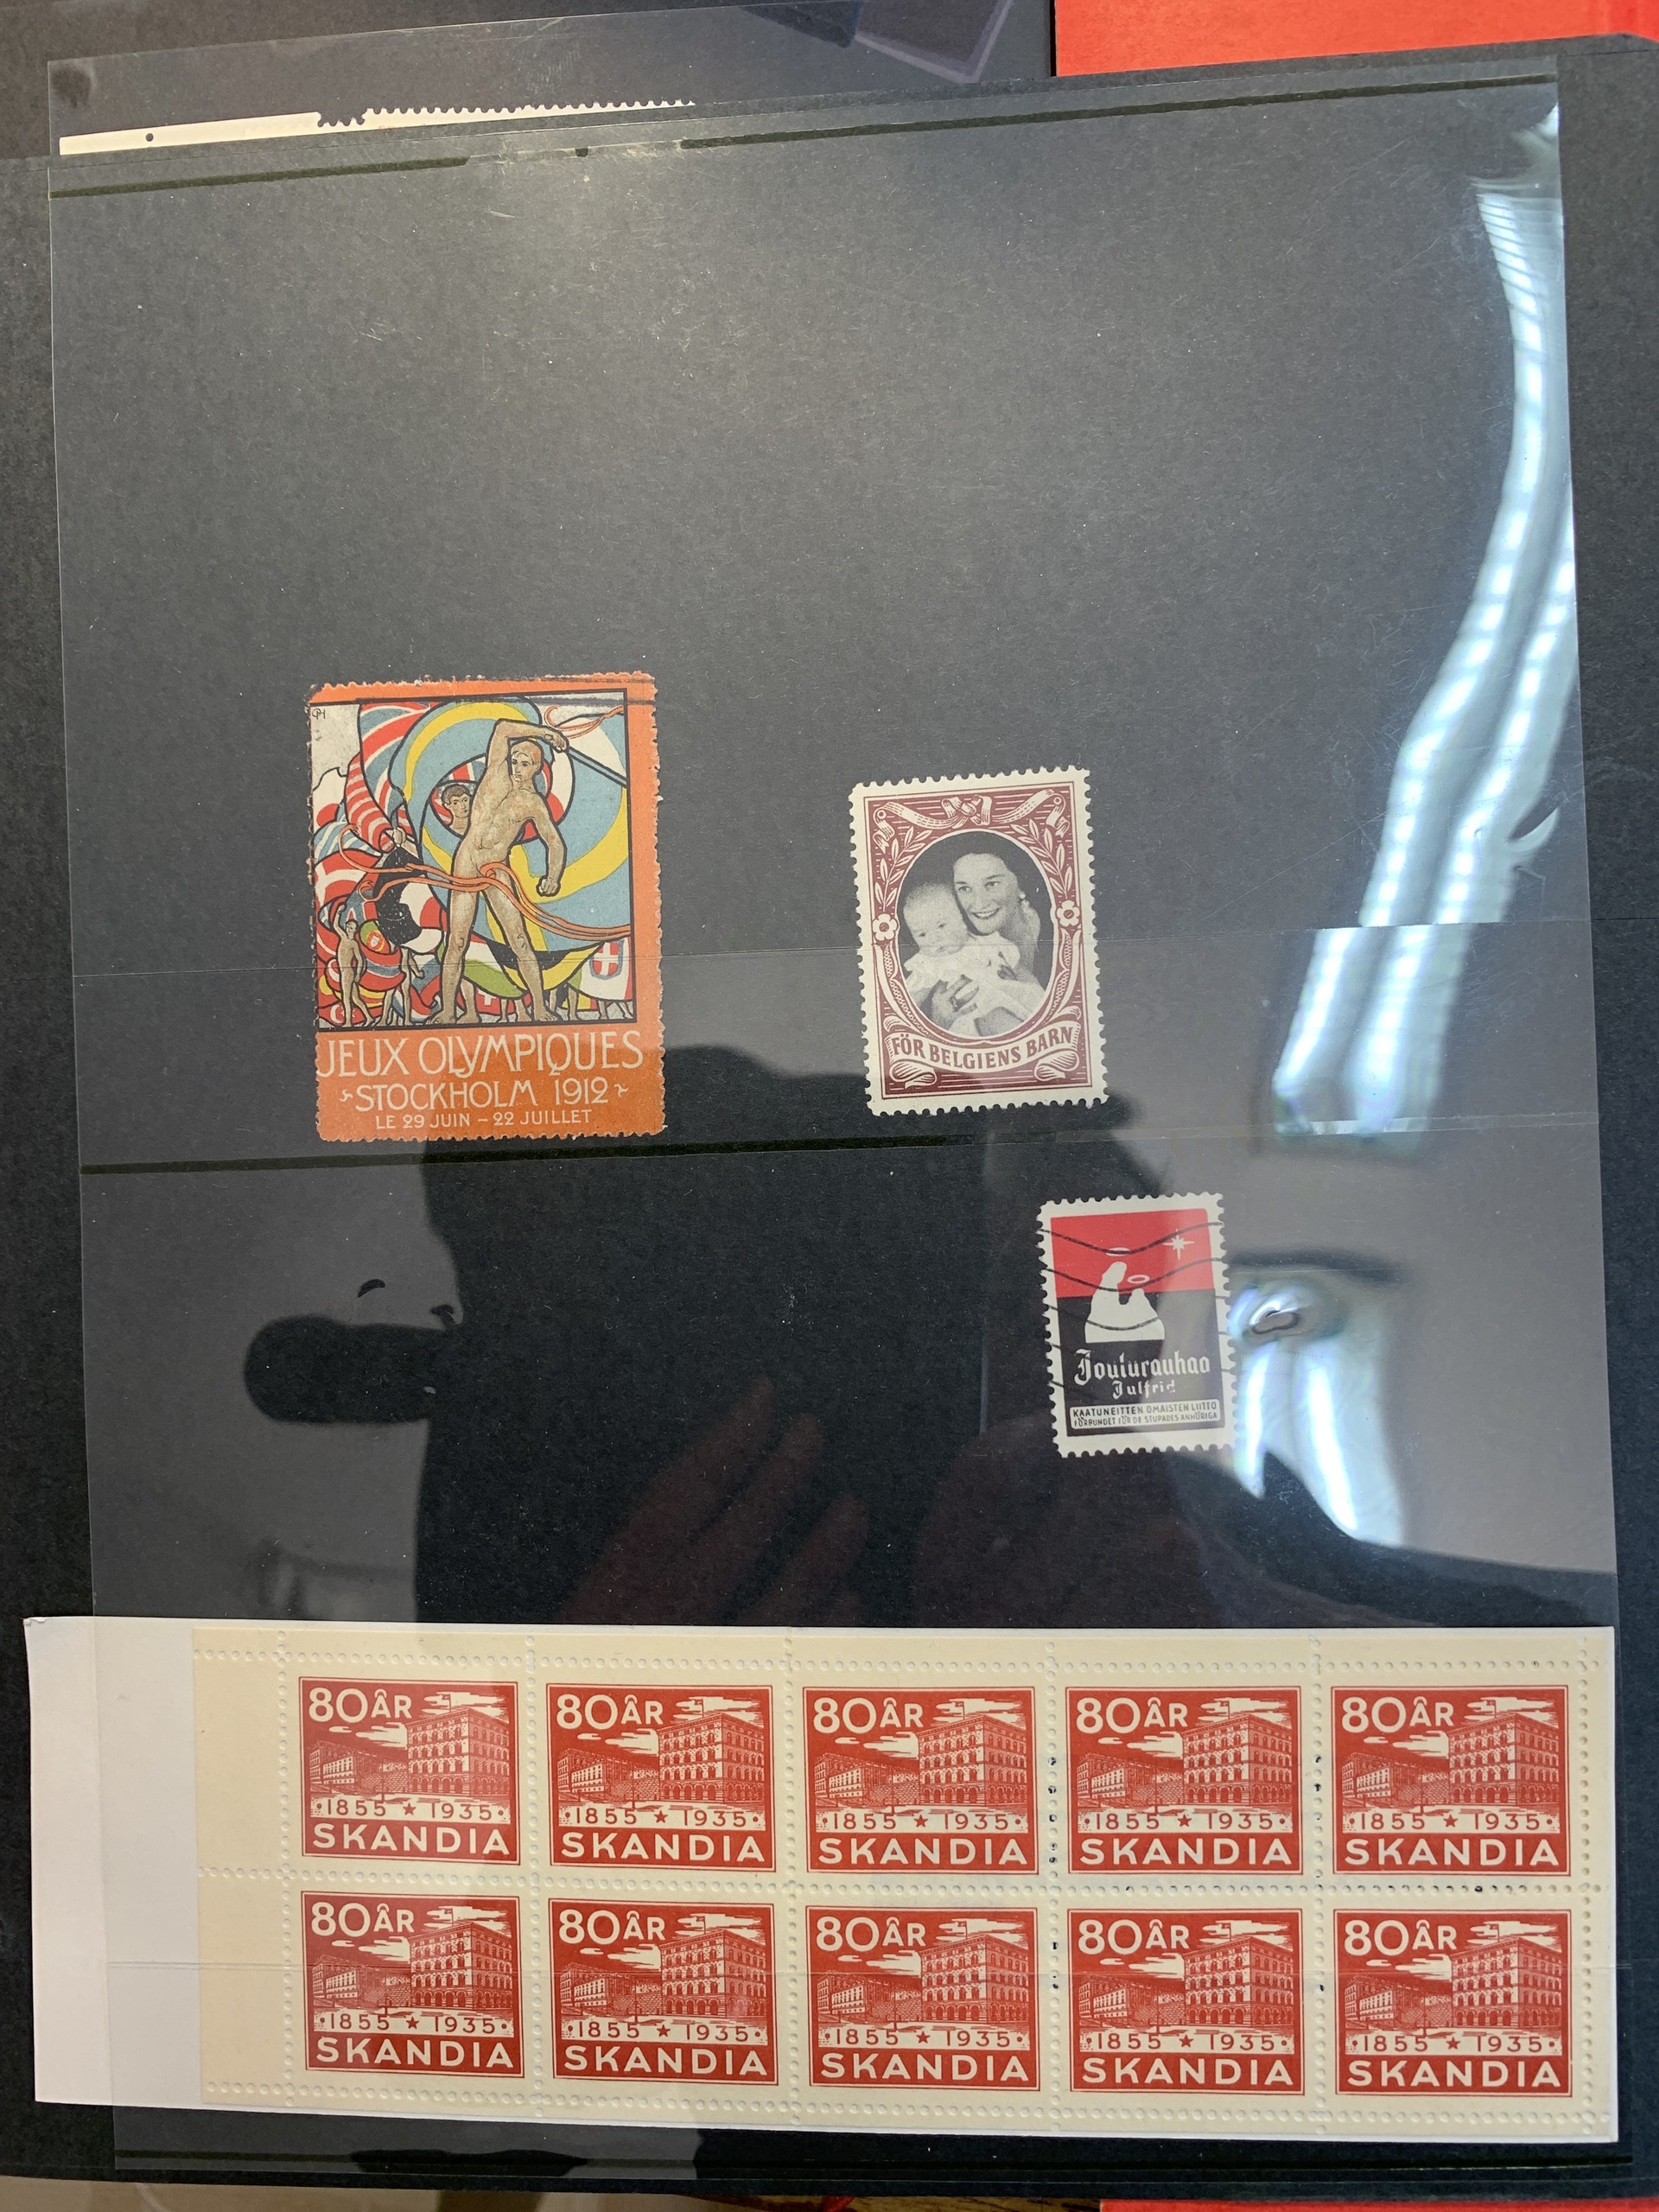 JEUX OLYMPIQUES
STOCKHOLM 1912
LE 29 JUIN – 22 JUILLET
FÖR BELGIENS BARN
Joulurauhaa
Julfrid
KAATUNEITTEN OMAISTEN LIITTO
FÖRBUNDET FÖR DE STUPADES ANHÖRIGA
80 ÅR
·1855 ★ 1935·
SKANDIA
80 ÅR
·1855 ★ 1935·
SKANDIA
80 ÅR
·1855 ★ 1935·
SKANDIA
80 ÅR
·1855 ★ 1935·
SKANDIA
80 ÅR
·1855 ★ 1935·
SKANDIA
80 ÅR
·1855 ★ 1935·
SKANDIA
80 ÅR
·1855 ★ 1935·
SKANDIA
80 ÅR
·1855 ★ 1935·
SKANDIA
80 ÅR
·1855 ★ 1935·
SKANDIA
80 ÅR
·1855 ★ 1935·
SKANDIA